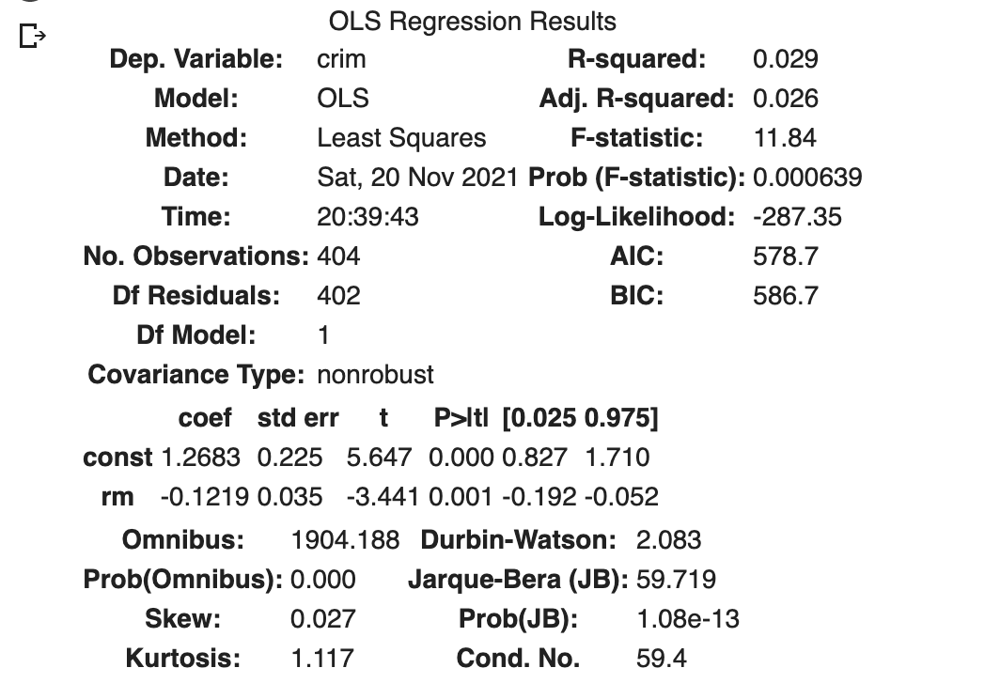 OLS Regression Results
Dep. Variable: crim R-squared: 0.029
Model: OLS Adj. R-squared: 0.026
Method: Least Squares F-statistic: 11.84
Date: Sat, 20 Nov 2021 Prob (F-statistic): 0.000639
Time: 20:39:43 Log-Likelihood: -287.35
No. Observations: 404 AIC: 578.7
Df Residuals: 402 BIC: 586.7
Df Model: 1
Covariance Type: nonrobust
coef std err t P>|t| [0.025 0.975]
const 1.2683 0.225 5.647 0.000 0.827 1.710
rm -0.1219 0.035 -3.441 0.001 -0.192 -0.052
Omnibus: 1904.188 Durbin-Watson: 2.083
Prob(Omnibus): 0.000 Jarque-Bera (JB): 59.719
Skew: 0.027 Prob(JB): 1.08e-13
Kurtosis: 1.117 Cond. No. 59.4